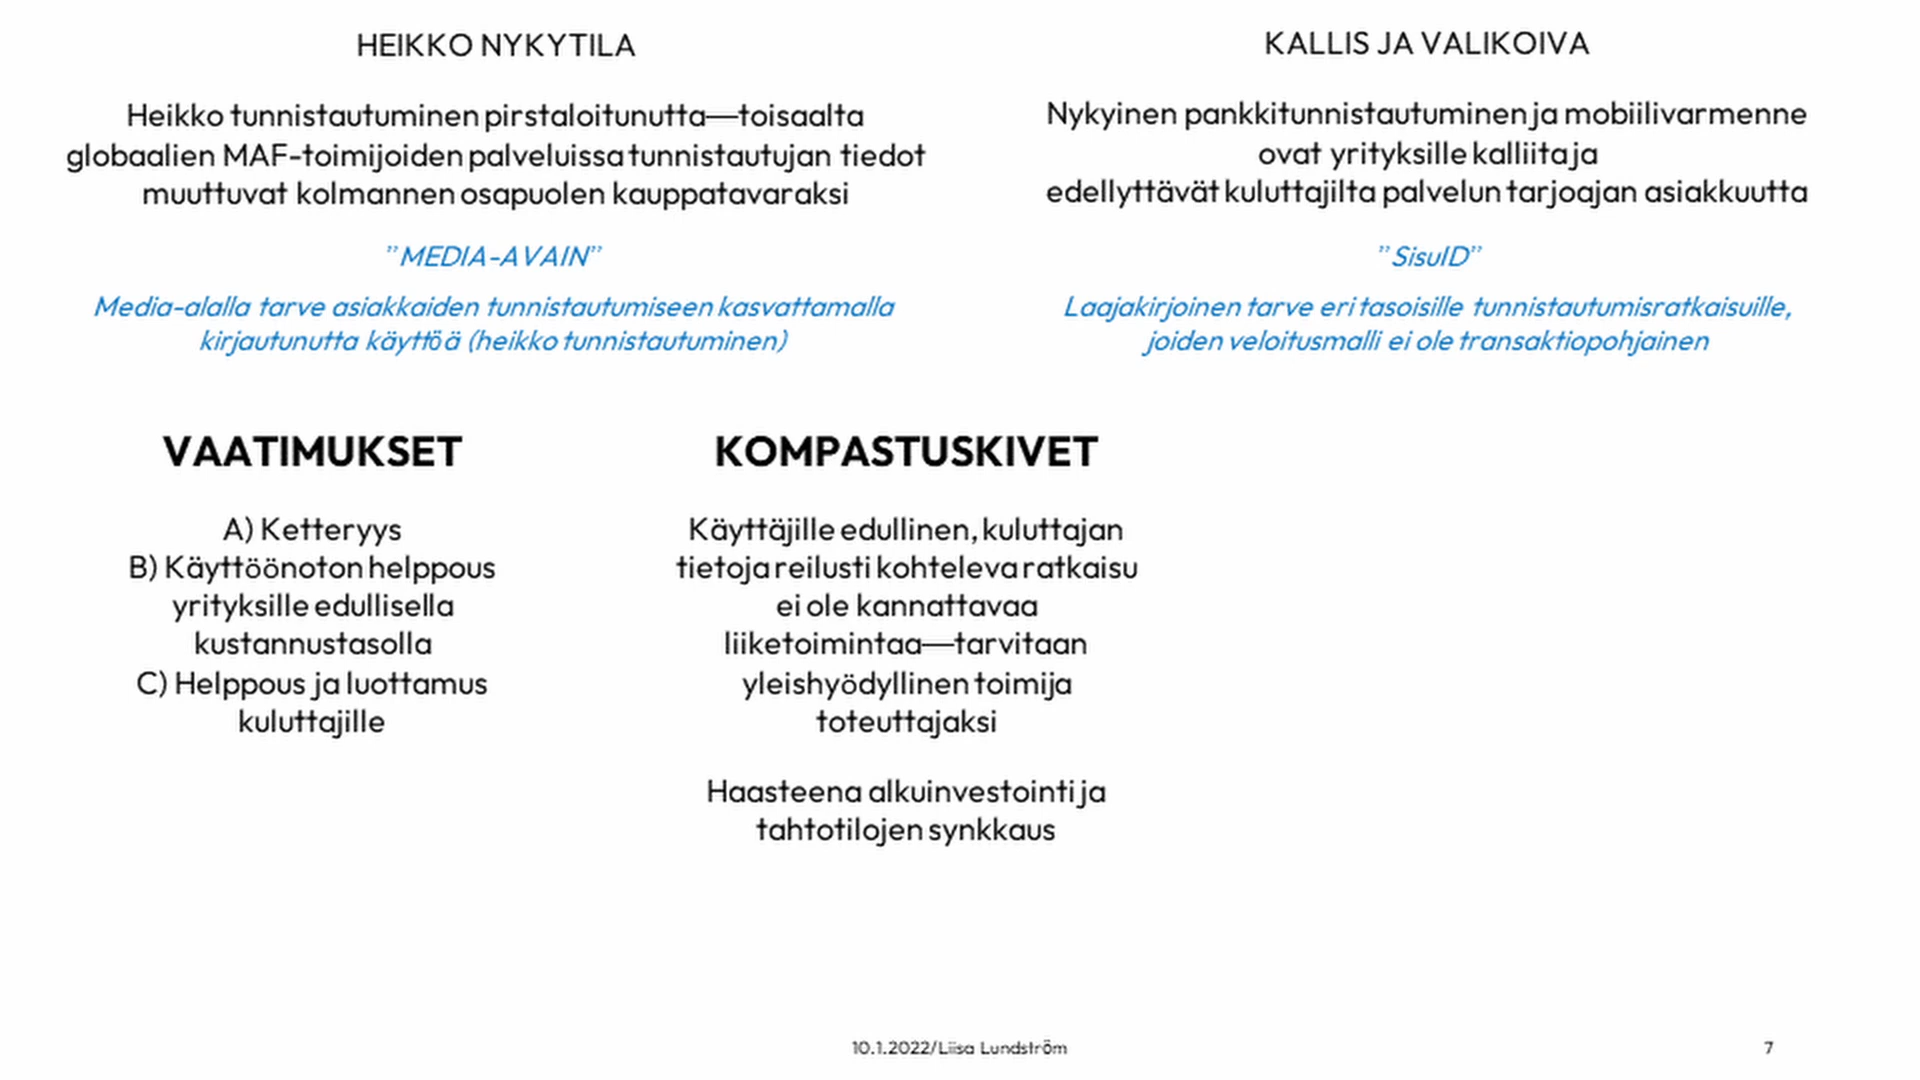 HEIKKO NYKYTILA
Heikko tunnistautuminen pirstaloitunutta—toisaalta
globaalien MAF-toimijoiden palveluissa tunnistautujan tiedot
muuttuvat kolmannen osapuolen kauppatavaraksi
”MEDIA-AVAIN”
Media-alalla tarve asiakkaiden tunnistautumiseen kasvattamalla
kirjautunutta käyttöä (heikko tunnistautuminen)
KALLIS JA VALIKOIVA
Nykyinen pankkitunnistautuminen ja mobiilivarmenne
ovat yrityksille kalliita ja
edellyttävät kuluttajilta palvelun tarjoajan asiakkuutta
”SisuID”
Laajakirjoinen tarve eri tasoisille tunnistautumisratkaisuille,
joiden veloitusmalli ei ole transaktiopohjainen
VAATIMUKSET
A) Ketteryys
B) Käyttöönoton helppous
yrityksille edullisella
kustannustasolla
C) Helppous ja luottamus
kuluttajille
KOMPASTUSKIVET
Käyttäjille edullinen, kuluttajan
tietoja reilusti kohteleva ratkaisu
ei ole kannattavaa
liiketoimintaa—tarvitaan
yleishyödyllinen toimija
toteuttajaksi
Haasteena alkuinvestointi ja
tahtotilojen synkkaus
10.1.2022/Liisa Lundström
7